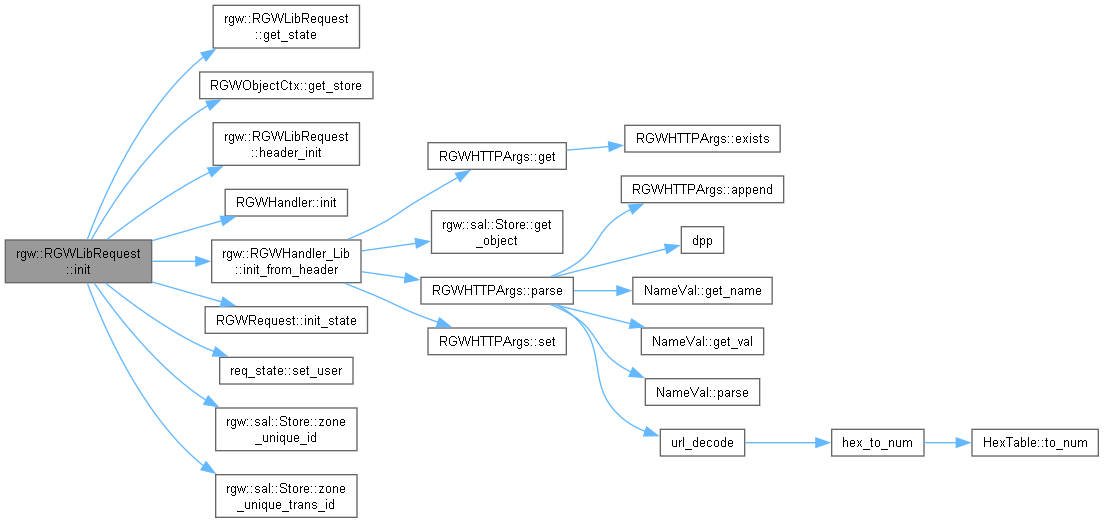 rgw::RGWLibRequest
::get_state
RGWObjectCtx::get_store
rgw::RGWLibRequest
::header_init
RGWHTTPArgs::exists
RGWHTTPArgs::get
RGWHTTPArgs::append
RGWHandler::init
rgw::sal::Store::get
_object
dpp
rgw::RGWLibRequest
::init
rgw::RGWHandler_Lib
::init_from_header
RGWHTTPArgs::parse
NameVal::get_name
RGWRequest::init_state
RGWHTTPArgs::set
NameVal::get_val
req_state::set_user
NameVal::parse
rgw::sal::Store::zone
_unique_id
url_decode
hex_to_num
HexTable::to_num
rgw::sal::Store::zone
_unique_trans_id